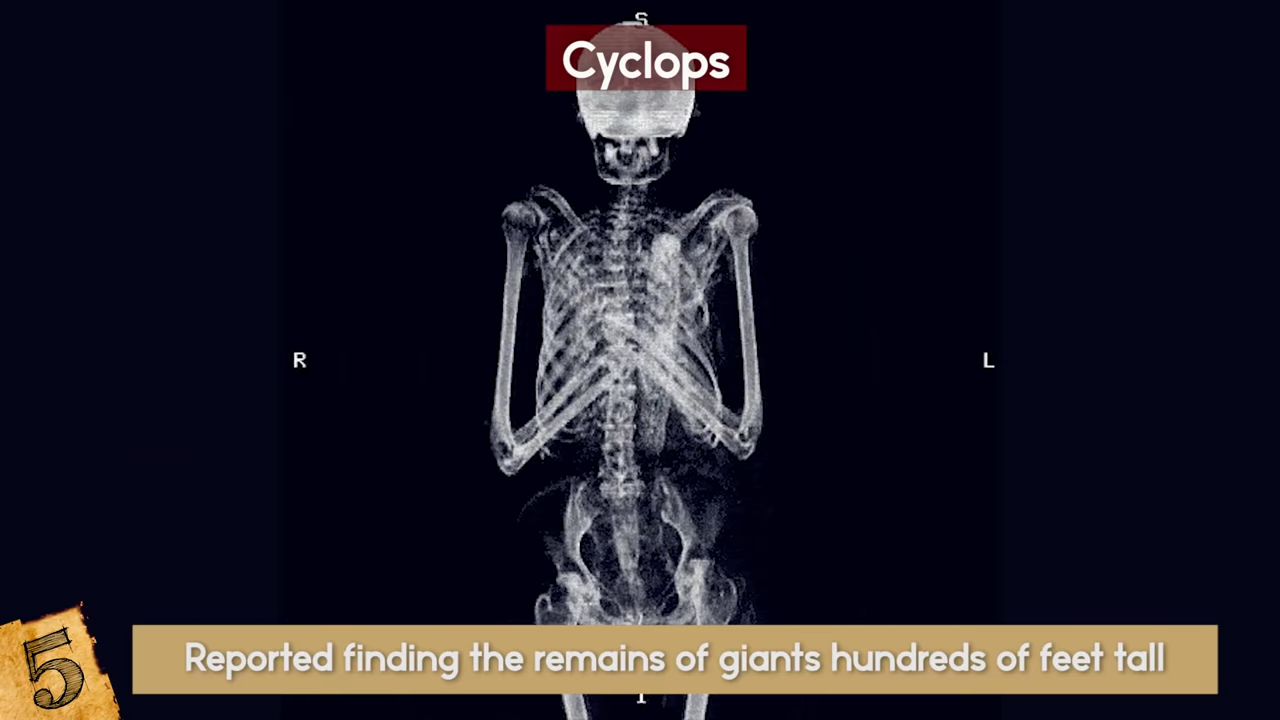 S
Cyclops
R
L
5
Reported finding the remains of giants hundreds of feet tall
I